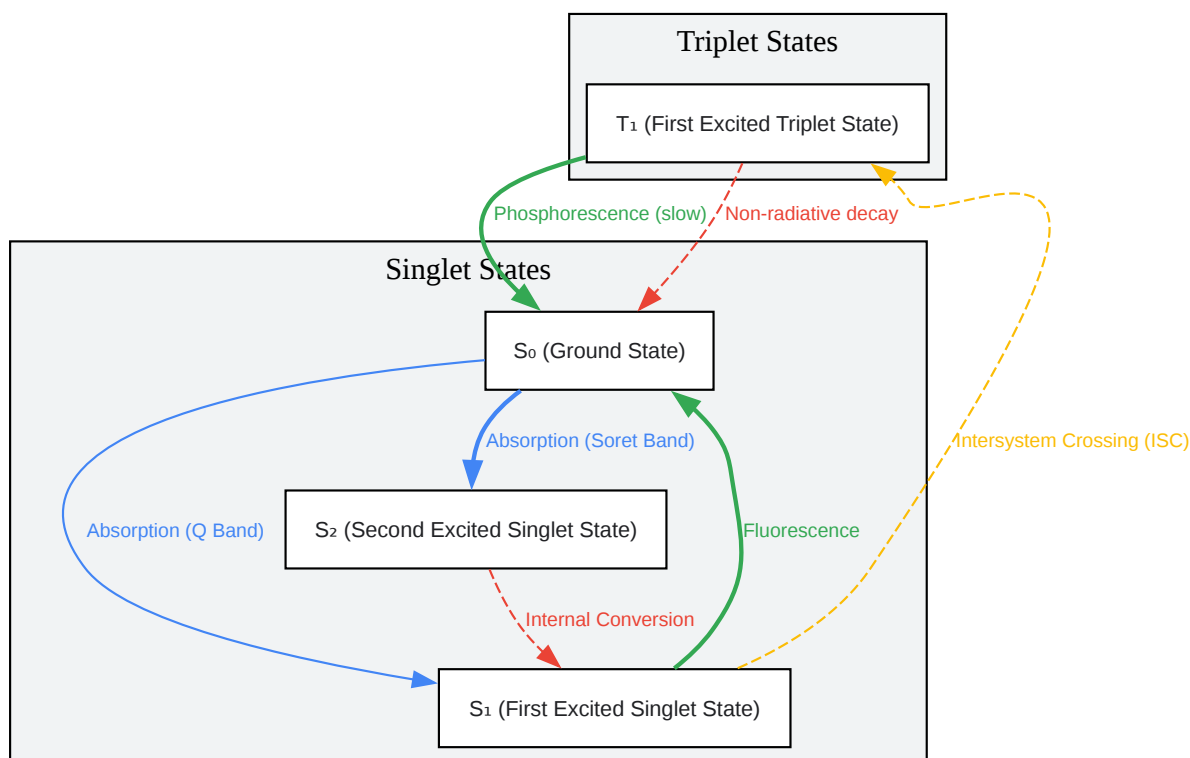 Triplet States
T₁ (First Excited Triplet State)
Phosphorescence (slow)
Non-radiative decay
Singlet States
S₀ (Ground State)
Absorption (Soret Band)
Intersystem Crossing (ISC)
Absorption (Q Band)
S₂ (Second Excited Singlet State)
Fluorescence
Internal Conversion
S₁ (First Excited Singlet State)